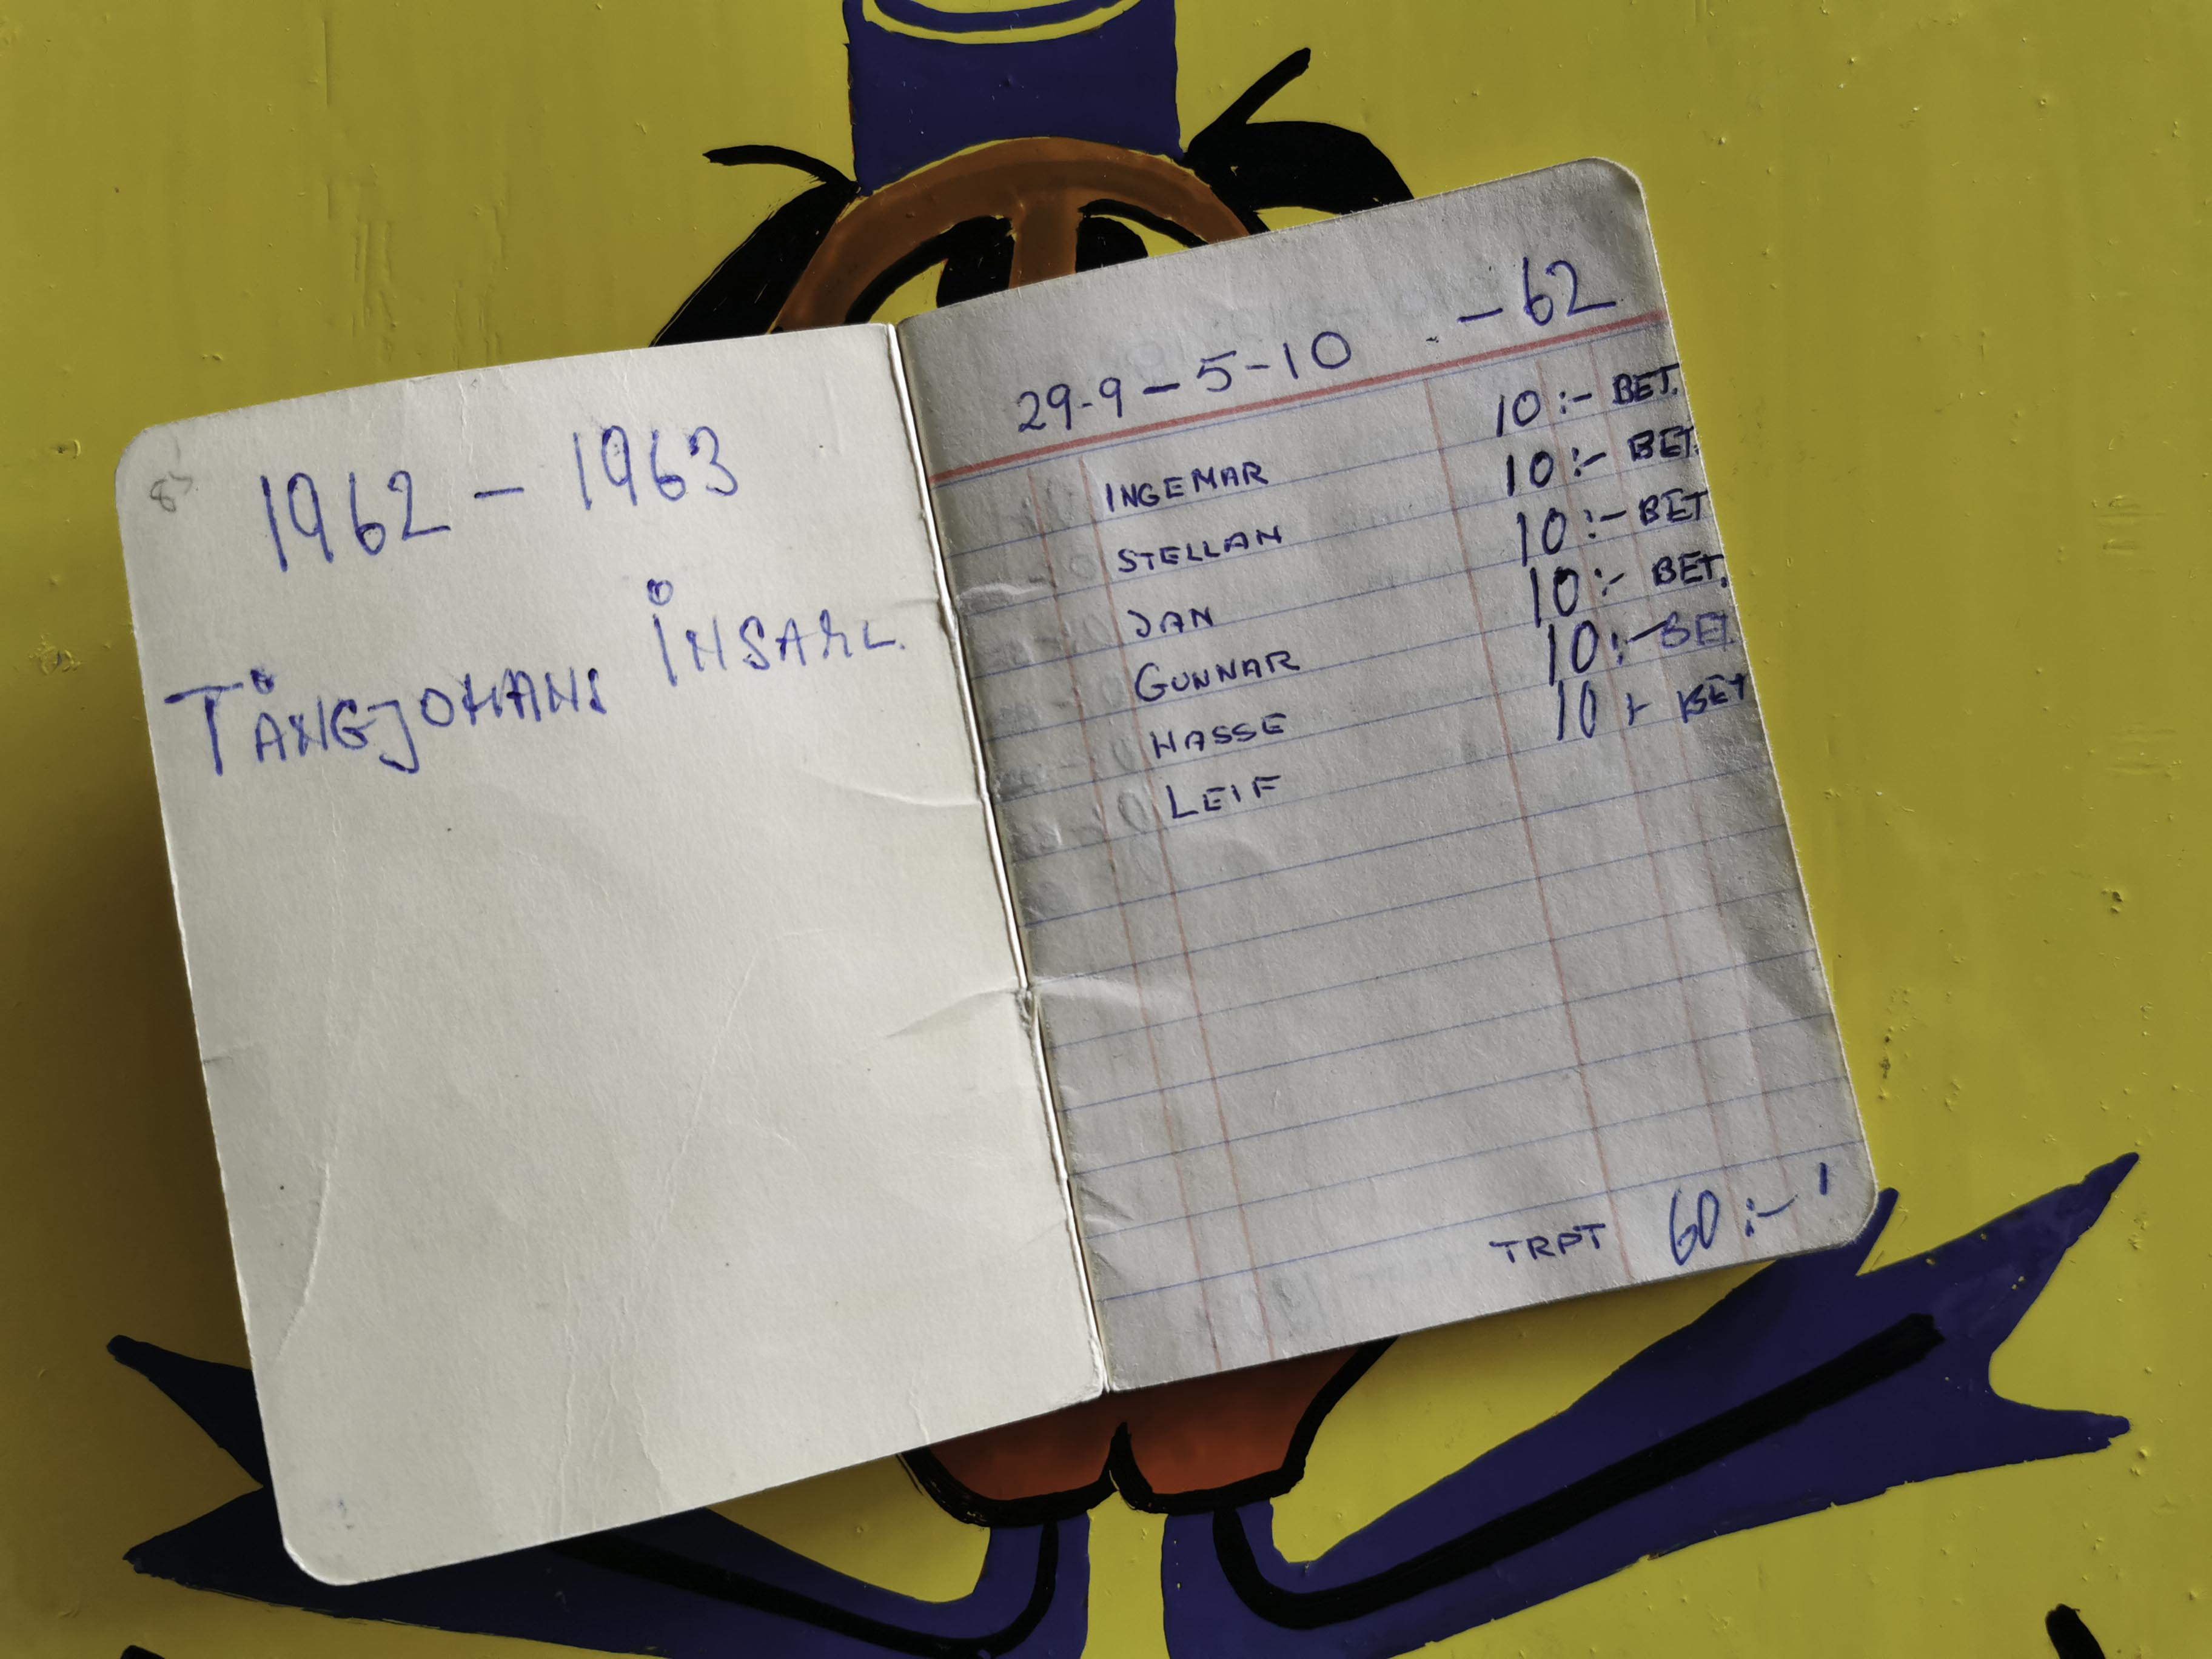 1962 - 1963
TÅNGJOHANS INSAML.
29-9 - 5-10 - 62
INGEMAR 10:- BET.
STELLAN 10:- BET.
JAN 10:- BET
GUNNAR 10:- BET.
HASSE 10:- BET.
LEIF 10:- BET
TRPT 60:-